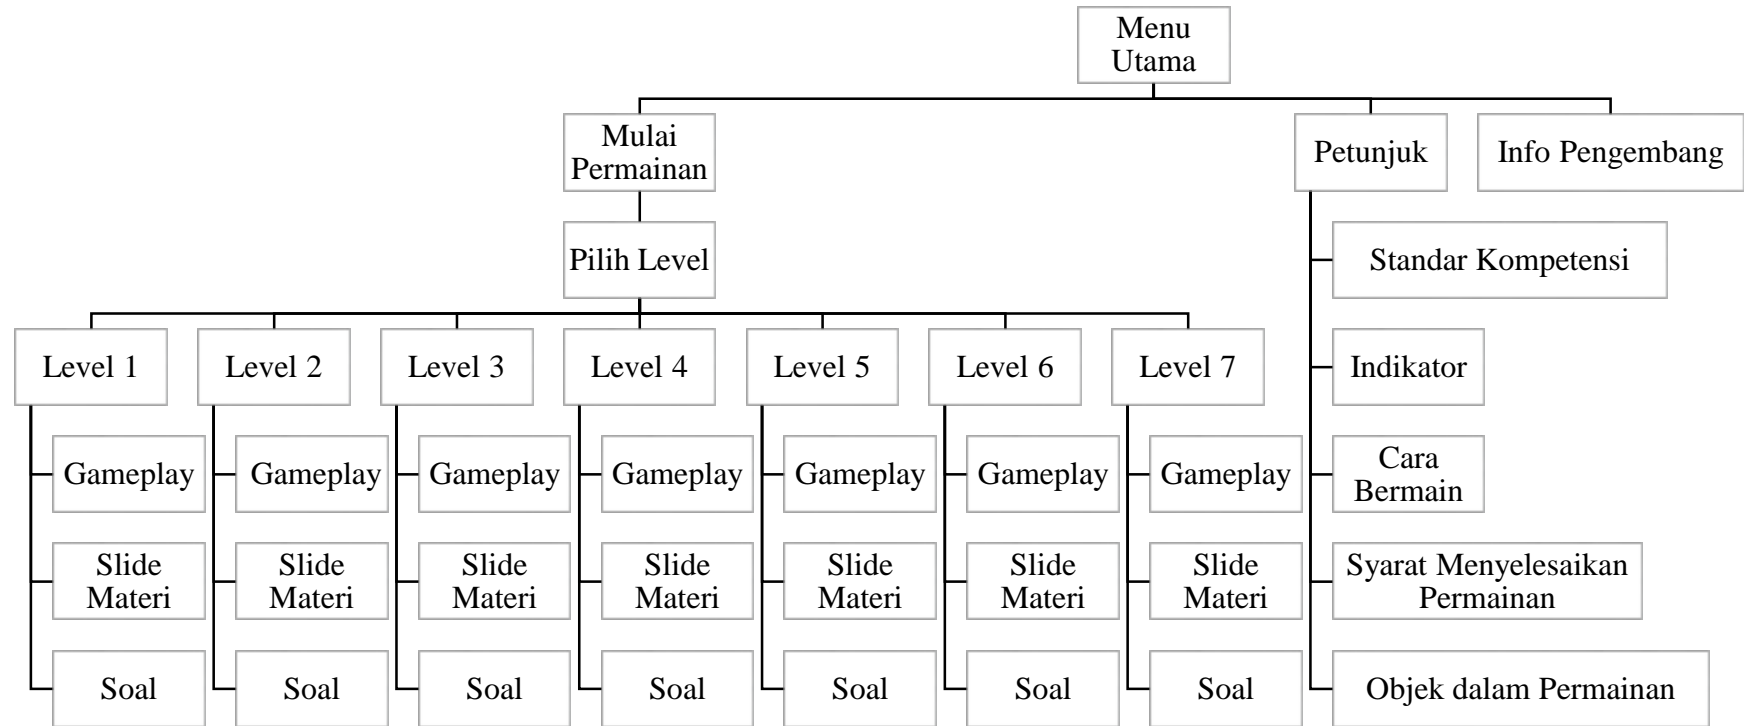 Menu
Utama
Mulai
Permainan
Petunjuk
Info Pengembang
Pilih Level
Standar Kompetensi
Level 1
Level 2
Level 3
Level 4
Level 5
Level 6
Level 7
Indikator
Gameplay
Gameplay
Gameplay
Gameplay
Gameplay
Gameplay
Gameplay
Cara
Bermain
Slide
Materi
Slide
Materi
Slide
Materi
Slide
Materi
Slide
Materi
Slide
Materi
Slide
Materi
Syarat Menyelesaikan
Permainan
Soal
Soal
Soal
Soal
Soal
Soal
Soal
Objek dalam Permainan